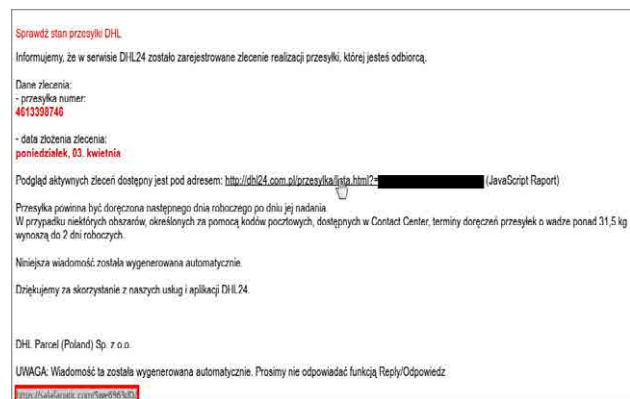 Sprawdź stan przesyłki DHL
Informujemy, że w serwisie DHL24 zostało zarejestrowane zlecenie realizacji przesyłki, której jesteś odbiorcą.
Dane zlecenia:
- przesyłka numer:
4613398746
- data złożenia zlecenia:
poniedziałek, 03. kwietnia
Podgląd aktywnych zleceń dostępny jest pod adresem: http://dhl24.com.pl/przesylka/lista.html?= (JavaScript Raport)
Przesyłka powinna być doręczona następnego dnia roboczego po dniu jej nadania.
W przypadku niektórych obszarów, określonych za pomocą kodów pocztowych, dostępnych w Contact Center, terminy doręczeń przesyłek o wadze ponad 31,5 kg
wynoszą do 2 dni roboczych.
Niniejsza wiadomość została wygenerowana automatycznie.
Dziękujemy za skorzystanie z naszych usług i aplikacji DHL24.
DHL Parcel (Poland) Sp. z o.o.
UWAGA: Wiadomość ta została wygenerowana automatycznie. Prosimy nie odpowiadać funkcją Reply/Odpowiedz